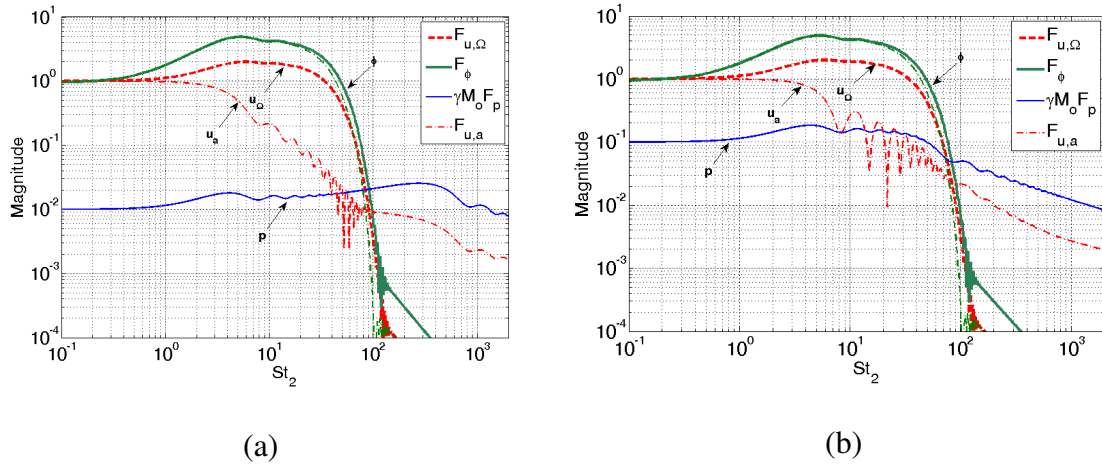 10^1
10^0
10^-1
10^-2
10^-3
10^-4
Magnitude
10^-1
10^0
10^1
10^2
10^3
St_2
F_u,Ω
F_ϕ
γM_oF_p
F_u,a
ϕ
u_Ω
u_a
p
(a)
10^1
10^0
10^-1
10^-2
10^-3
10^-4
Magnitude
10^-1
10^0
10^1
10^2
10^3
St_2
F_u,Ω
F_ϕ
γM_oF_p
F_u,a
ϕ
u_Ω
u_a
p
(b)